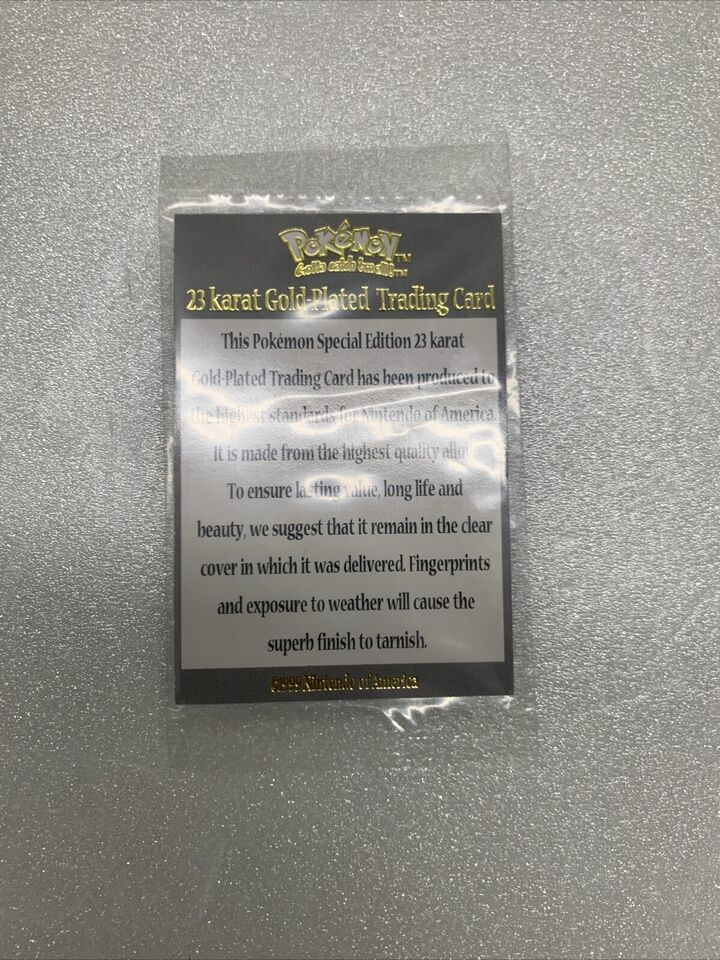 POKéMON™
Gotta catch 'em all!™
23 karat Gold-Plated Trading Card
This Pokémon Special Edition 23 karat
Gold-Plated Trading Card has been produced to
the highest standards for Nintendo of America.
It is made from the highest quality alloy
To ensure lasting value, long life and
beauty, we suggest that it remain in the clear
cover in which it was delivered. Fingerprints
and exposure to weather will cause the
superb finish to tarnish.
©1999 Nintendo of America